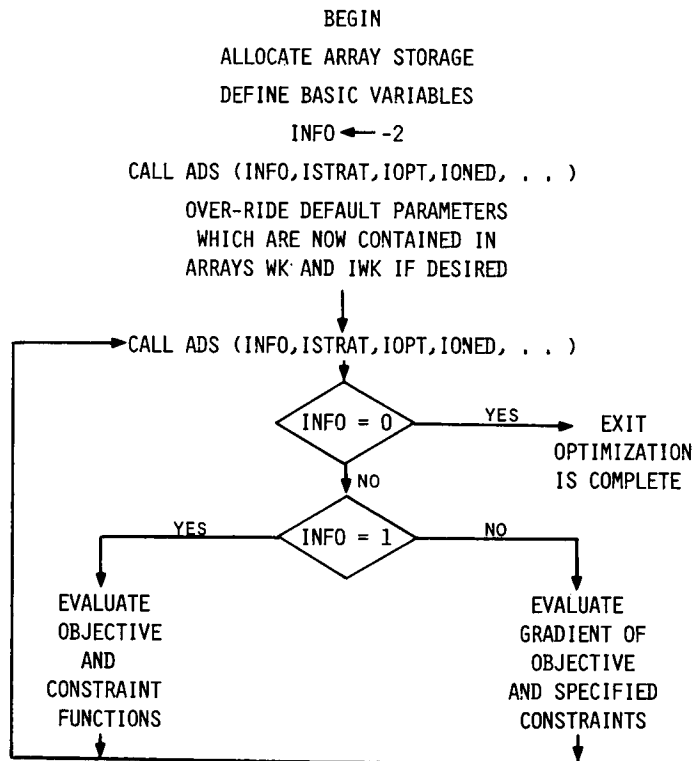 BEGIN
ALLOCATE ARRAY STORAGE
DEFINE BASIC VARIABLES
INFO ← -2
CALL ADS (INFO,ISTRAT,IOPT,IONED, . . )
OVER-RIDE DEFAULT PARAMETERS
WHICH ARE NOW CONTAINED IN
ARRAYS WK AND IWK IF DESIRED
CALL ADS (INFO,ISTRAT,IOPT,IONED, . . )
INFO = 0
YES
EXIT
OPTIMIZATION
IS COMPLETE
NO
INFO = 1
YES
NO
EVALUATE
OBJECTIVE
AND
CONSTRAINT
FUNCTIONS
EVALUATE
GRADIENT OF
OBJECTIVE
AND SPECIFIED
CONSTRAINTS